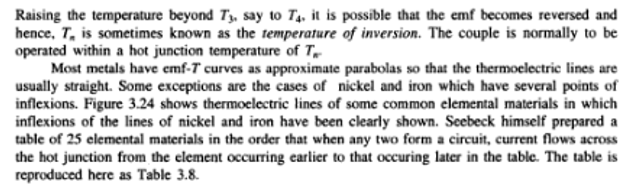 Raising the temperature beyond T₃, say to T₄, it is possible that the emf becomes reversed and
hence, Tₙ is sometimes known as the temperature of inversion. The couple is normally to be
operated within a hot junction temperature of Tₙ.
Most metals have emf-T curves as approximate parabolas so that the thermoelectric lines are
usually straight. Some exceptions are the cases of nickel and iron which have several points of
inflexions. Figure 3.24 shows thermoelectric lines of some common elemental materials in which
inflexions of the lines of nickel and iron have been clearly shown. Seebeck himself prepared a
table of 25 elemental materials in the order that when any two form a circuit, current flows across
the hot junction from the element occurring earlier to that occuring later in the table. The table is
reproduced here as Table 3.8.